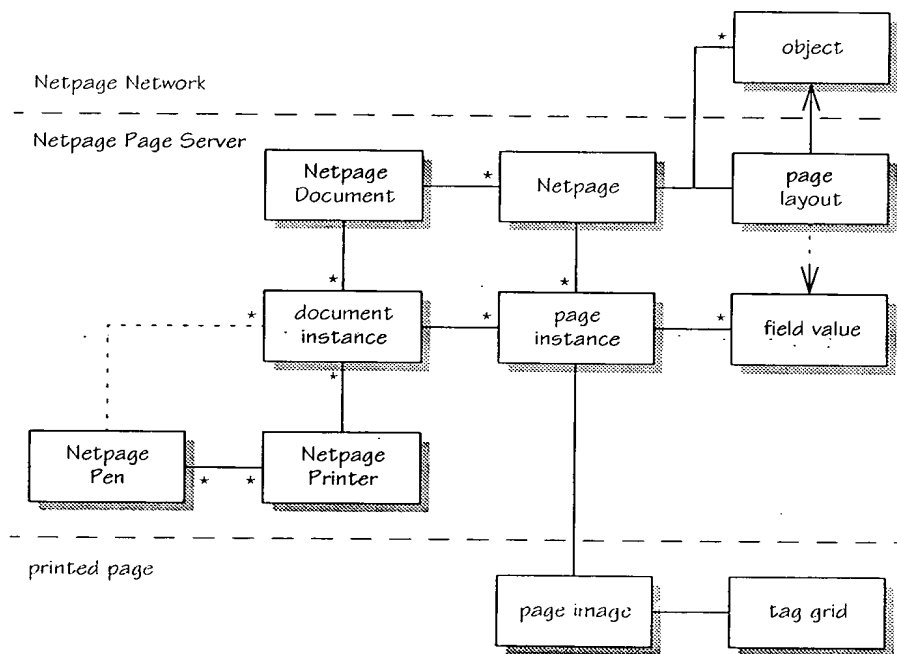 *
object
Netpage Network
Netpage Page Server
Netpage
Document
*
Netpage
page
layout
*
*
*
document
instance
*
page
instance
*
field value
*
Netpage
Pen
*
*
Netpage
Printer
printed page
page image
tag grid